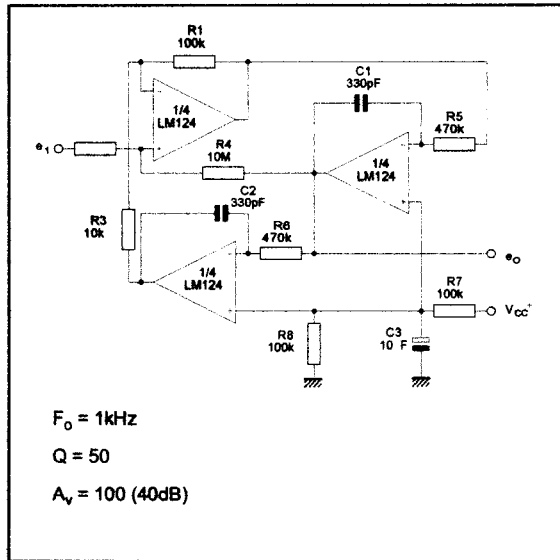 R1
100k
1/4
LM124
e1
R4
10M
C1
330pF
R5
470k
1/4
LM124
C2
330pF
R3
10k
R6
470k
1/4
LM124
eo
R7
100k
VCC+
R8
100k
C3
10 F
Fo = 1kHz
Q = 50
Av = 100 (40dB)